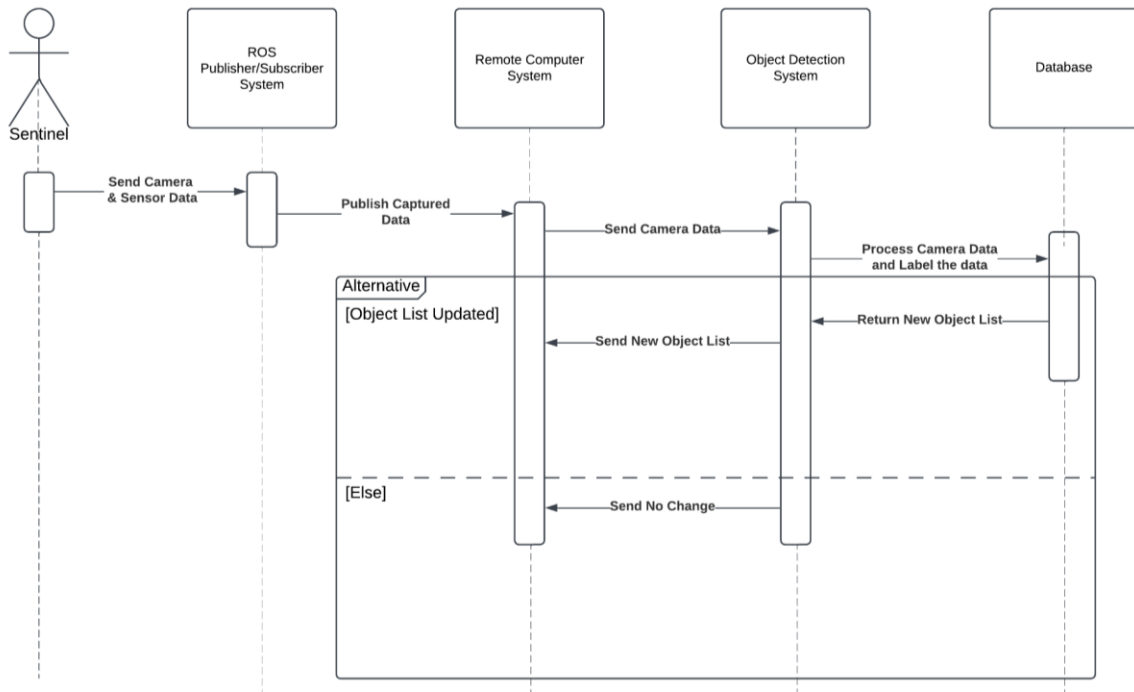 ROS
Publisher/Subscriber
System
Remote Computer
System
Object Detection
System
Database
Sentinel
Send Camera
& Sensor Data
Publish Captured
Data
Send Camera Data
Process Camera Data
and Label the data
Alternative
[Object List Updated]
Return New Object List
Send New Object List
[Else]
Send No Change